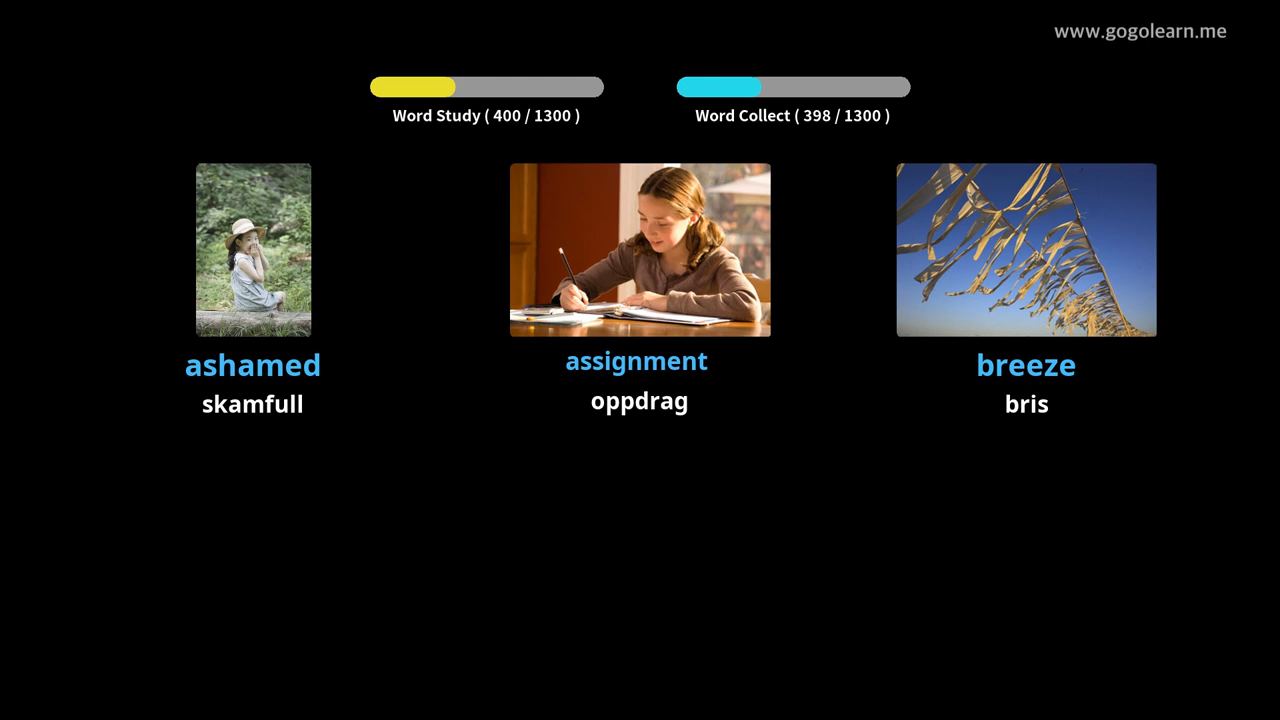 www.gogolearn.me
Word Study ( 400 / 1300 )
Word Collect ( 398 / 1300 )
ashamed
skamfull
assignment
oppdrag
breeze
bris